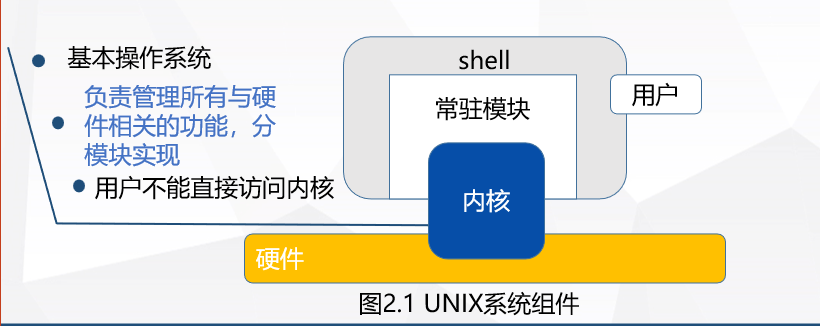 基本操作系统
负责管理所有与硬
件相关的功能，分
模块实现
用户不能直接访问内核
shell
常驻模块
用户
内核
硬件
图2.1 UNIX系统组件